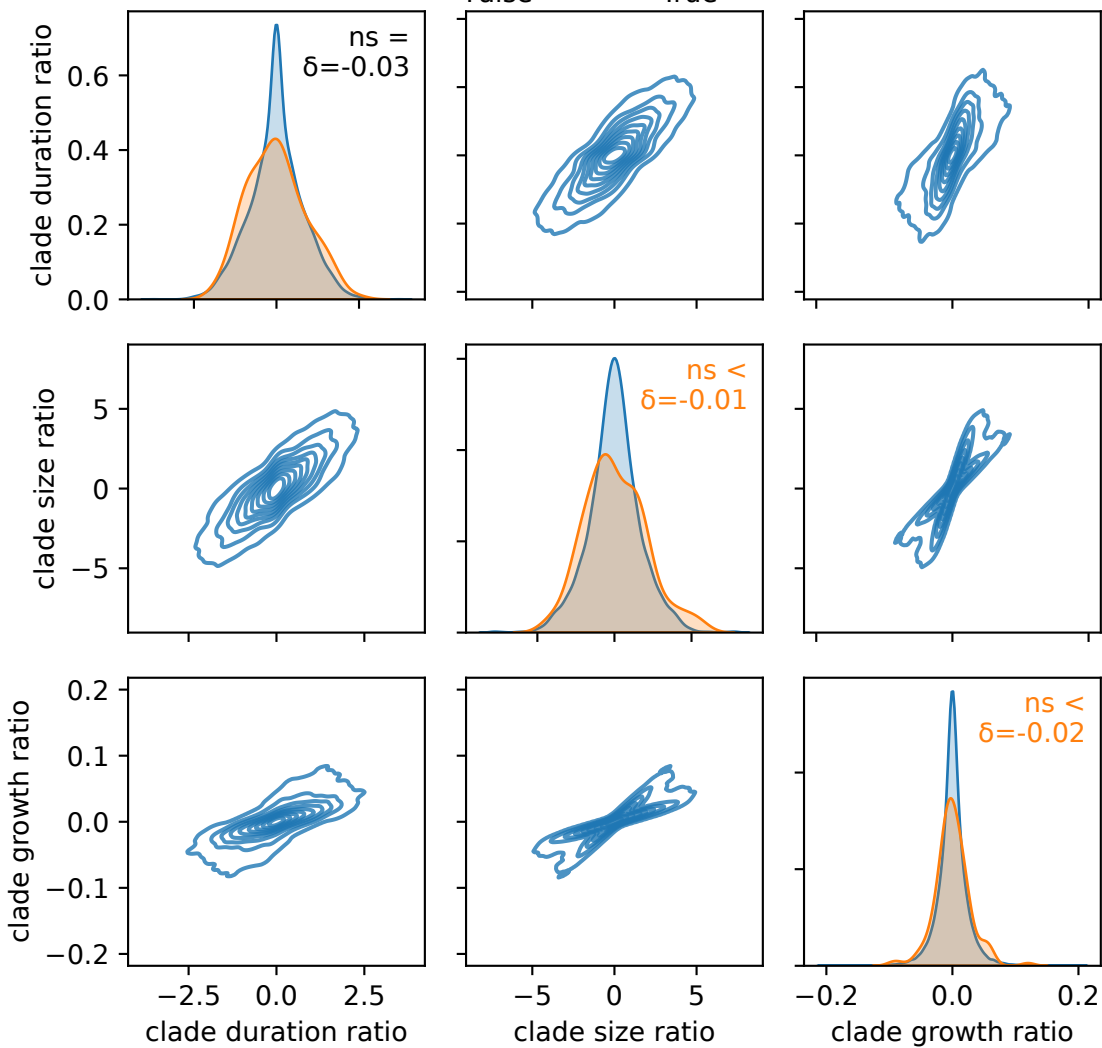 clade duration ratio
0.6
0.4
0.2
0.0
ns =
δ=-0.03
clade size ratio
5
0
−5
ns <
δ=-0.01
clade growth ratio
0.2
0.1
0.0
−0.1
−0.2
ns <
δ=-0.02
−2.5 0.0 2.5
−5 0 5
−0.2 0.0 0.2
clade duration ratio
clade size ratio
clade growth ratio